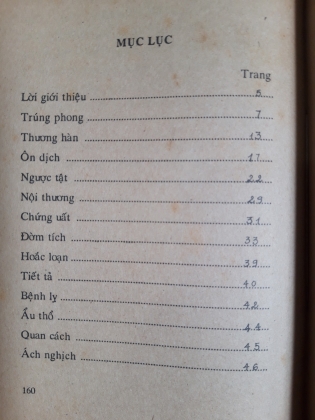 MỤC LỤC
Trang
Lời giới thiệu 5
Trúng phong 7
Thương hàn 13
Ôn dịch 17
Ngược tật 22
Nội thương 29
Chứng uất 31
Đờm tích 33
Hoắc loạn 39
Tiết tả 40
Bệnh lỵ 42
Ẩu thổ 44
Quan cách 45
Ách nghịch 46
160